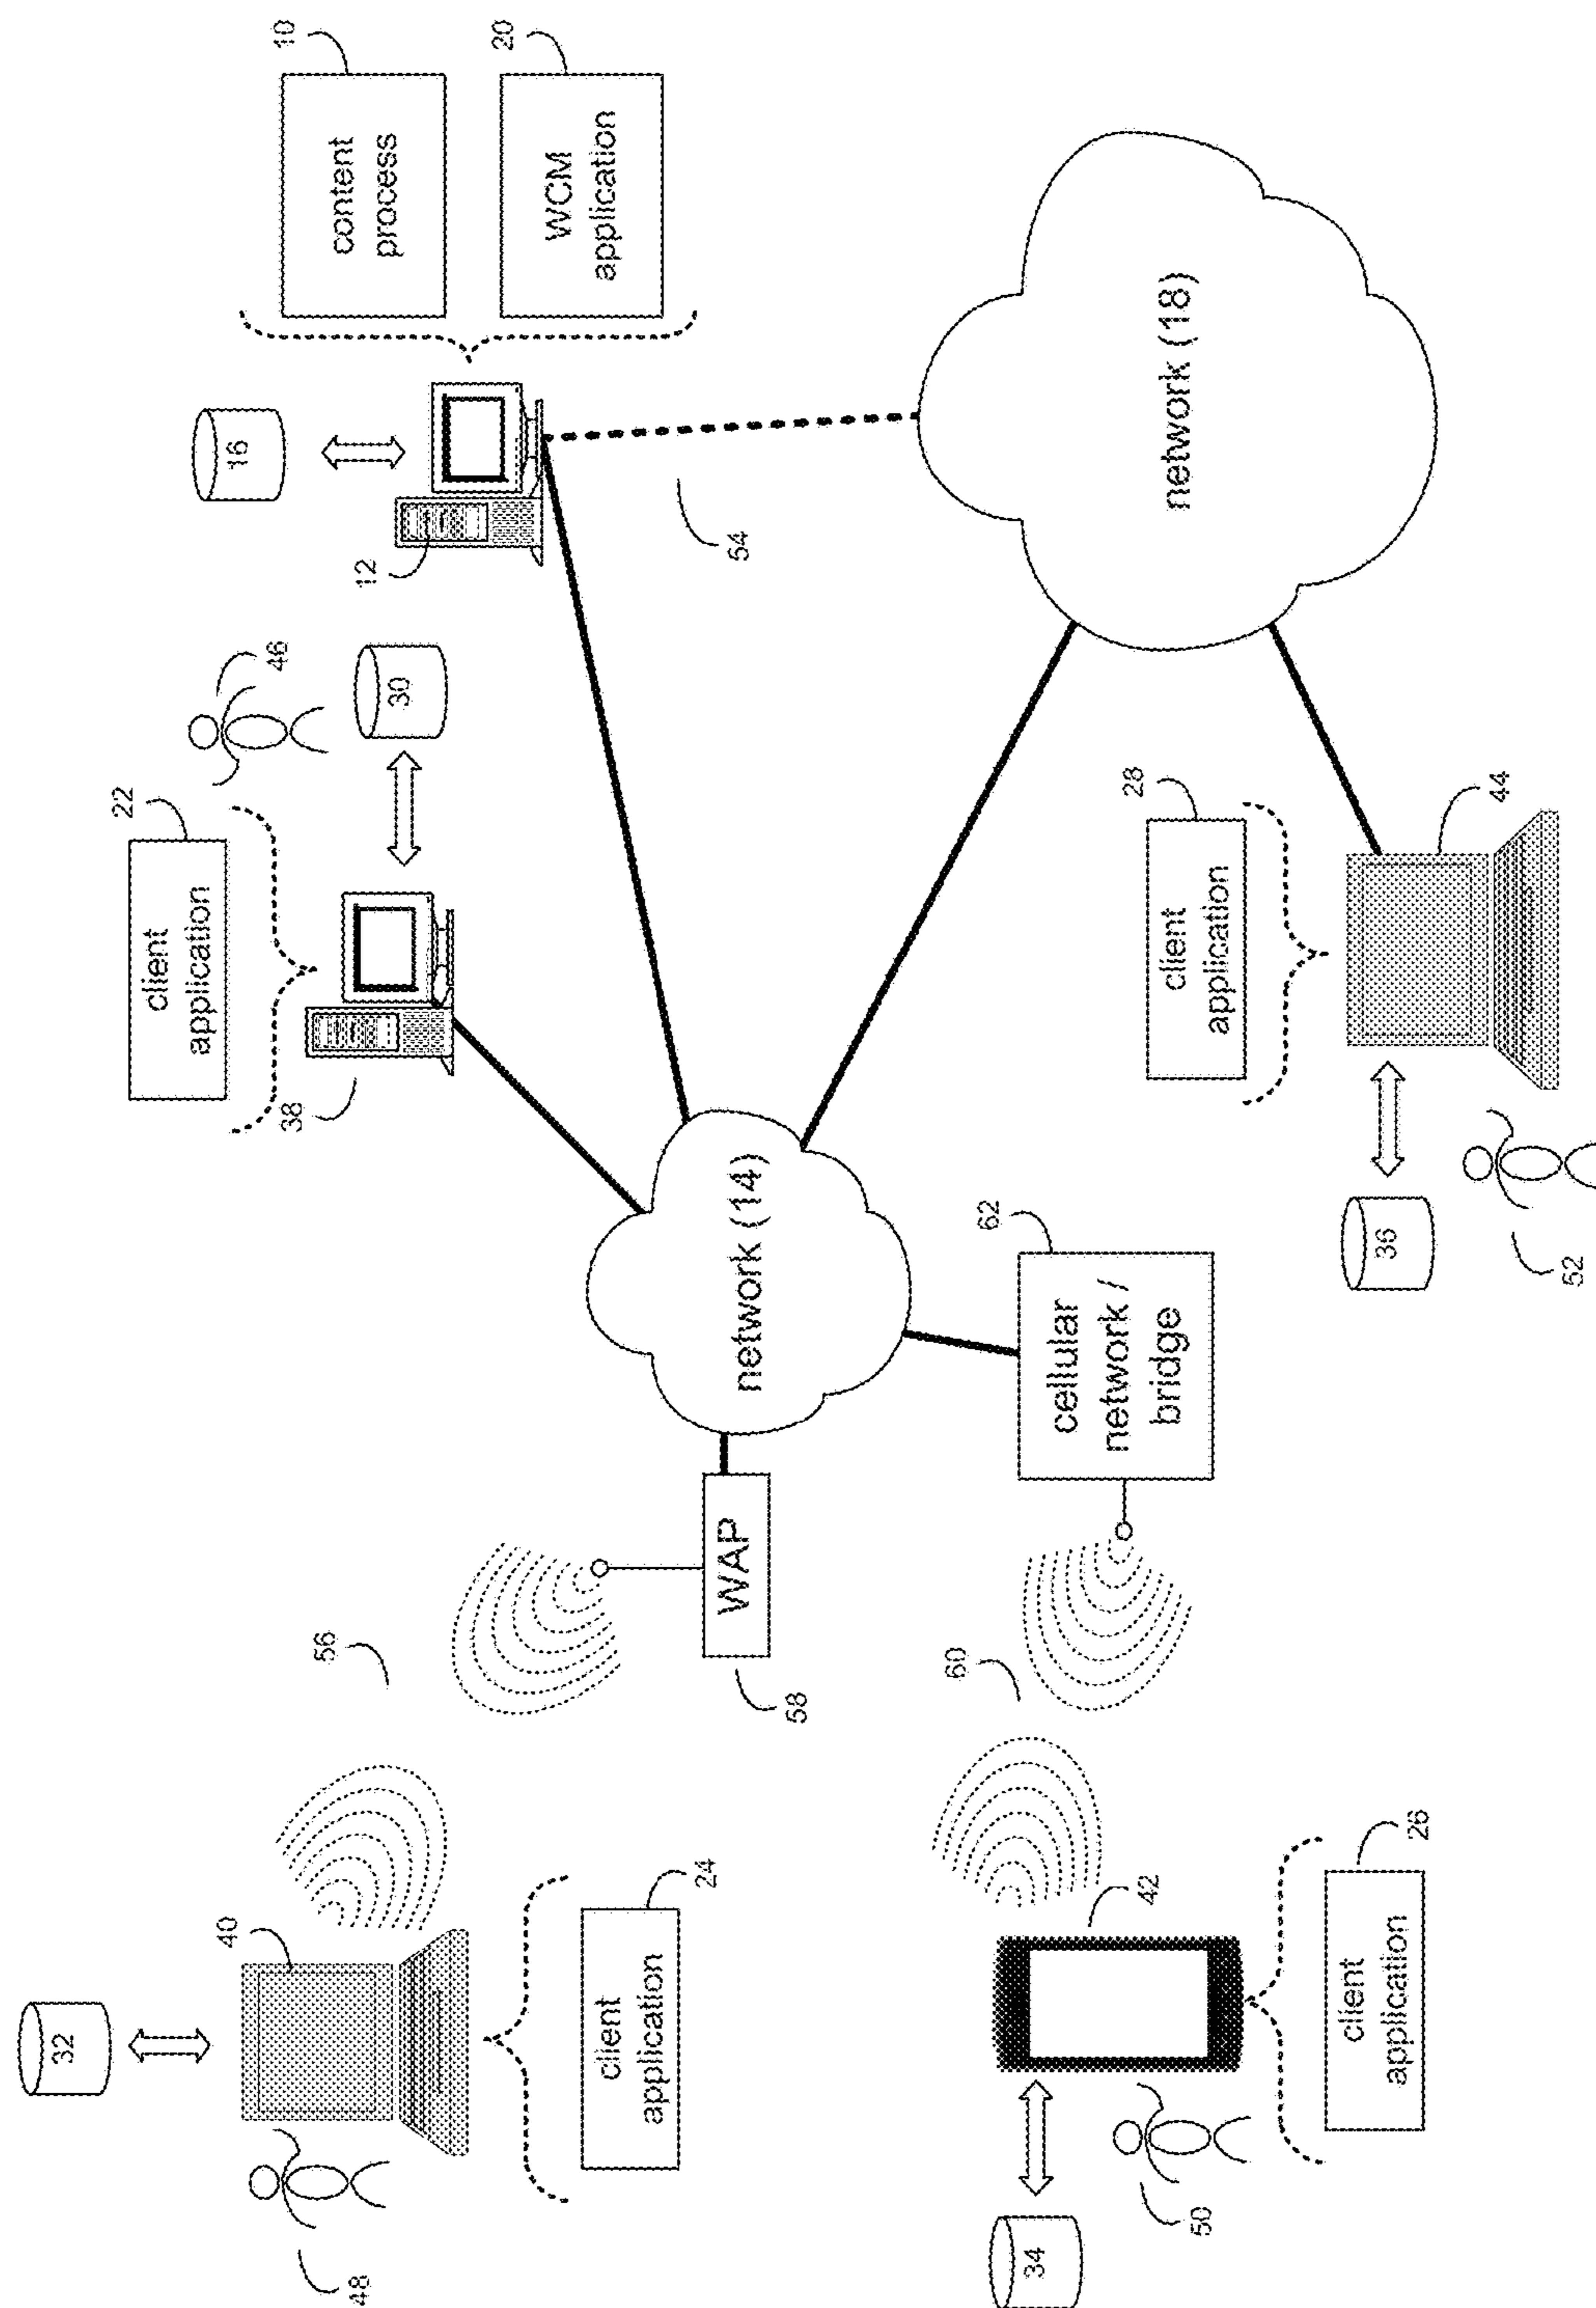 32
22
client
application
40
16
46
10
content
process
38
56
48
12
30
20
WCM
application
client
application
24
WAP
54
network (14)
58
60
62
cellular
network /
bridge
34
28
client
application
42
network (18)
50
client
application
26
36
44
52